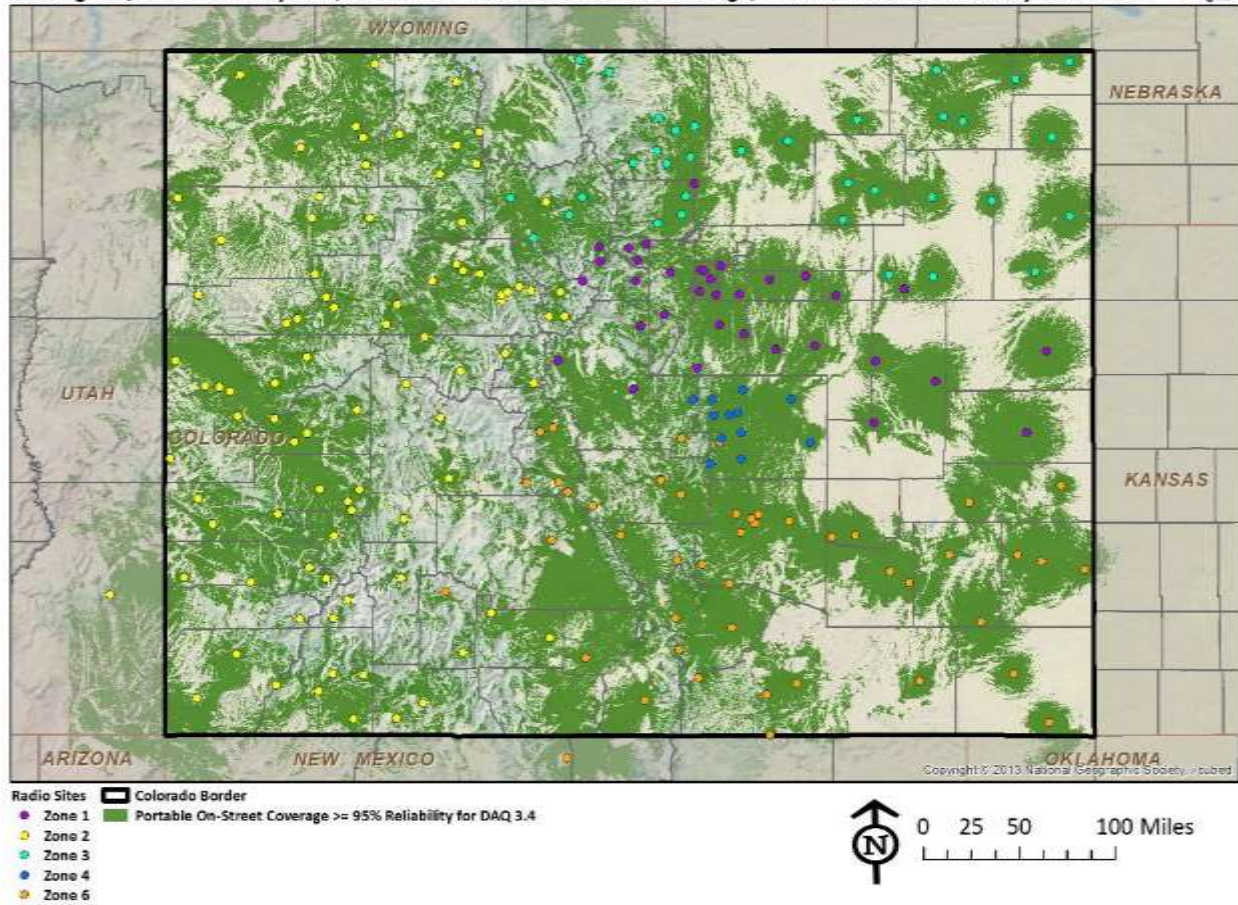 WYOMING
NEBRASKA
UTAH
COLORADO
KANSAS
ARIZONA
NEW MEXICO
OKLAHOMA
Copyright:© 2013 National Geographic Society, i-cubed
Radio Sites
Colorado Border
Zone 1
Portable On-Street Coverage >= 95% Reliability for DAQ 3.4
Zone 2
Zone 3
Zone 4
Zone 6
N
0 25 50 100 Miles